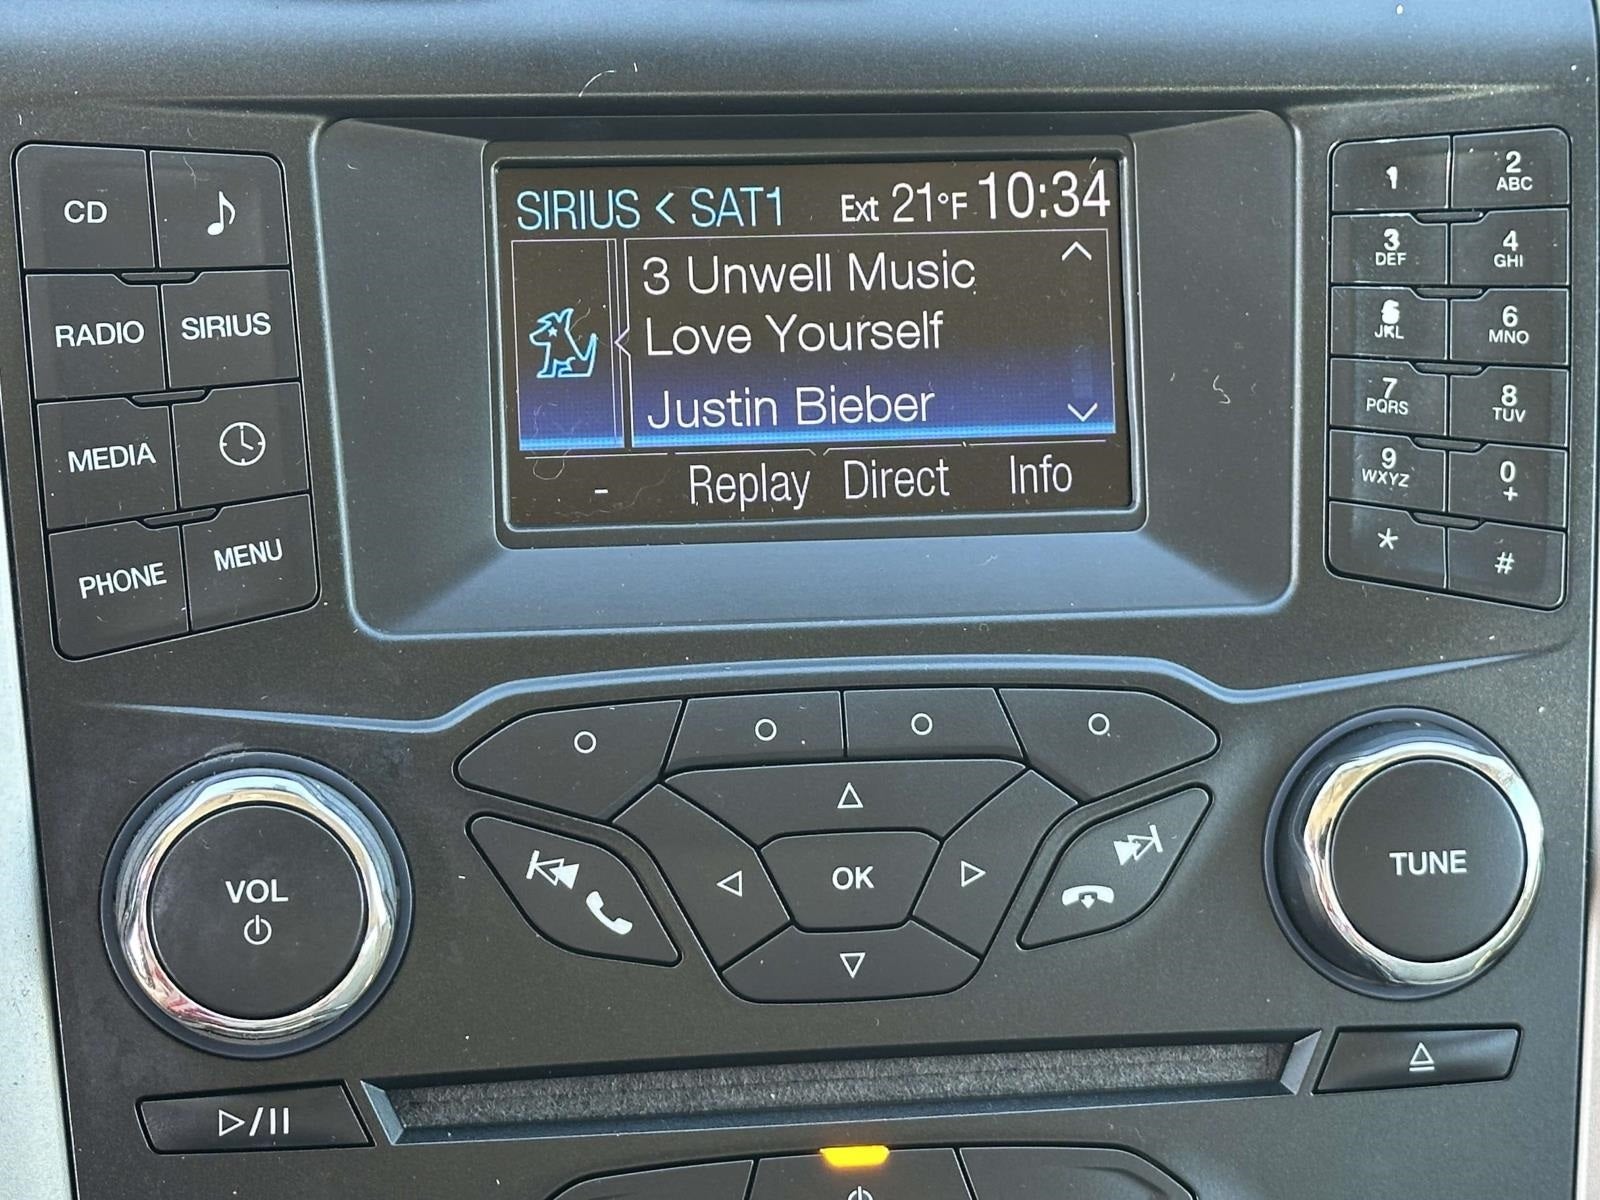 SIRIUS < SAT1 Ext 21°F 10:34
3 Unwell Music
Love Yourself
Justin Bieber
- Replay Direct Info
CD
RADIO SIRIUS
MEDIA
PHONE MENU
1 2 ABC
3 DEF 4 GHI
JKL 6 MNO
7 PQRS 8 TUV
9 WXYZ 0 +
* #
VOL
OK
TUNE